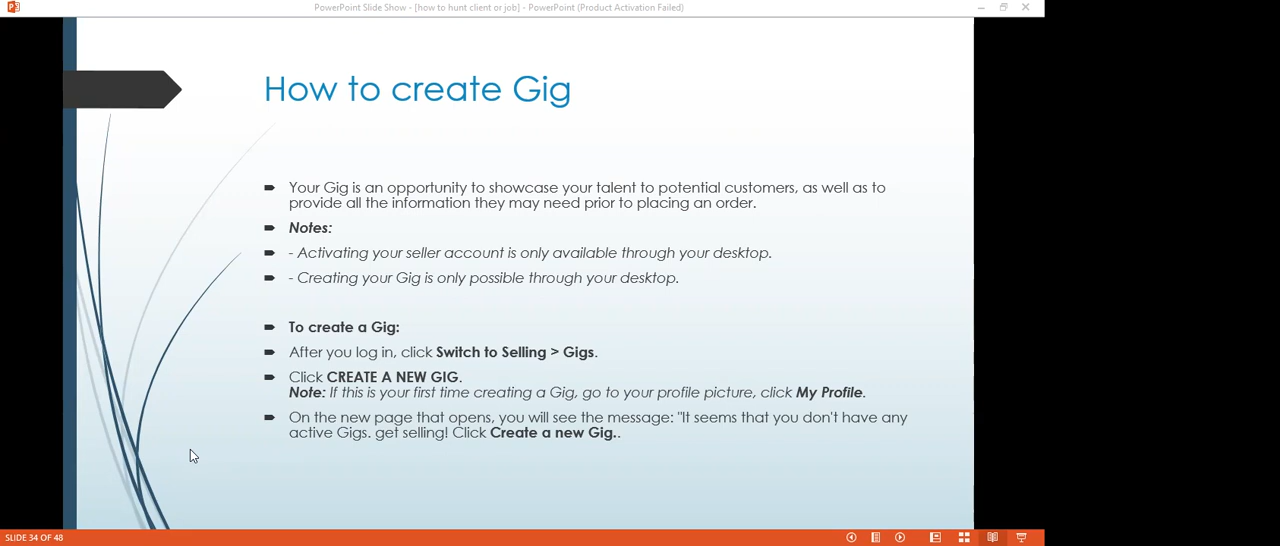 PowerPoint Slide Show - [how to hunt client or job] - PowerPoint (Product Activation Failed)
How to create Gig
Your Gig is an opportunity to showcase your talent to potential customers, as well as to
provide all the information they may need prior to placing an order.
Notes:
- Activating your seller account is only available through your desktop.
- Creating your Gig is only possible through your desktop.
To create a Gig:
After you log in, click Switch to Selling > Gigs.
Click CREATE A NEW GIG.
Note: If this is your first time creating a Gig, go to your profile picture, click My Profile.
On the new page that opens, you will see the message: "It seems that you don't have any
active Gigs. get selling! Click Create a new Gig..
SLIDE 34 OF 48